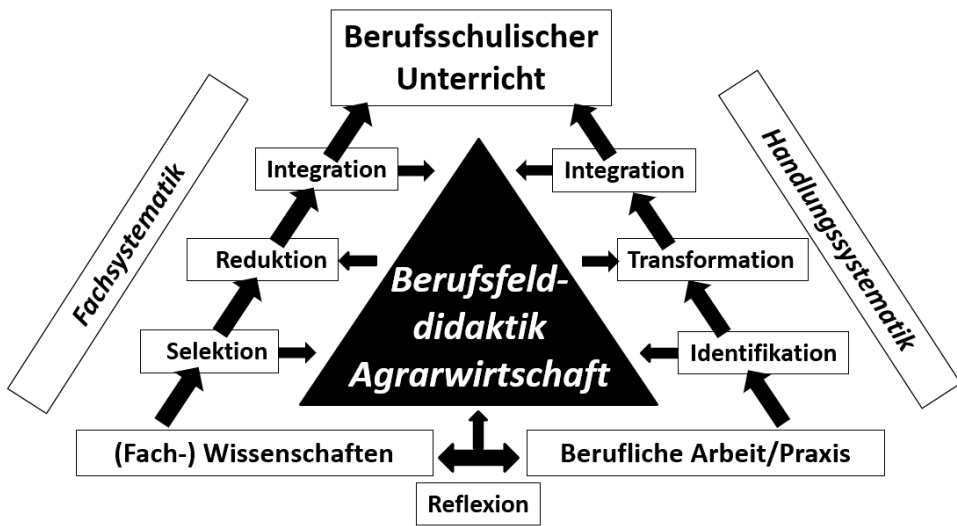 Berufsschulischer
Unterricht
Fachsystematik
Handlungssystematik
Integration
Integration
Reduktion
Transformation
Selektion
Identifikation
Berufsfeld-
didaktik
Agrarwirtschaft
(Fach-) Wissenschaften
Berufliche Arbeit/Praxis
Reflexion